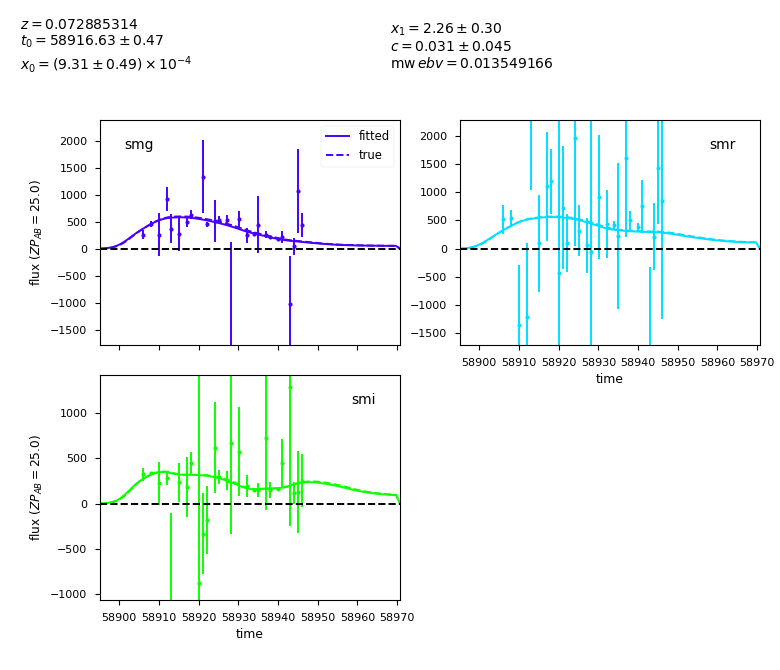 z = 0.072885314
t₀ = 58916.63 ± 0.47
x₀ = (9.31 ± 0.49) × 10⁻⁴
x₁ = 2.26 ± 0.30
c = 0.031 ± 0.045
mw ebv = 0.013549166
smg
fitted
true
2000
1500
1000
500
0
−500
−1000
−1500
flux (ZP_AB = 25.0)
smr
2000
1500
1000
500
0
−500
−1000
−1500
58900 58910 58920 58930 58940 58950 58960 58970
time
smi
1000
500
0
−500
−1000
flux (ZP_AB = 25.0)
58900 58910 58920 58930 58940 58950 58960 58970
time